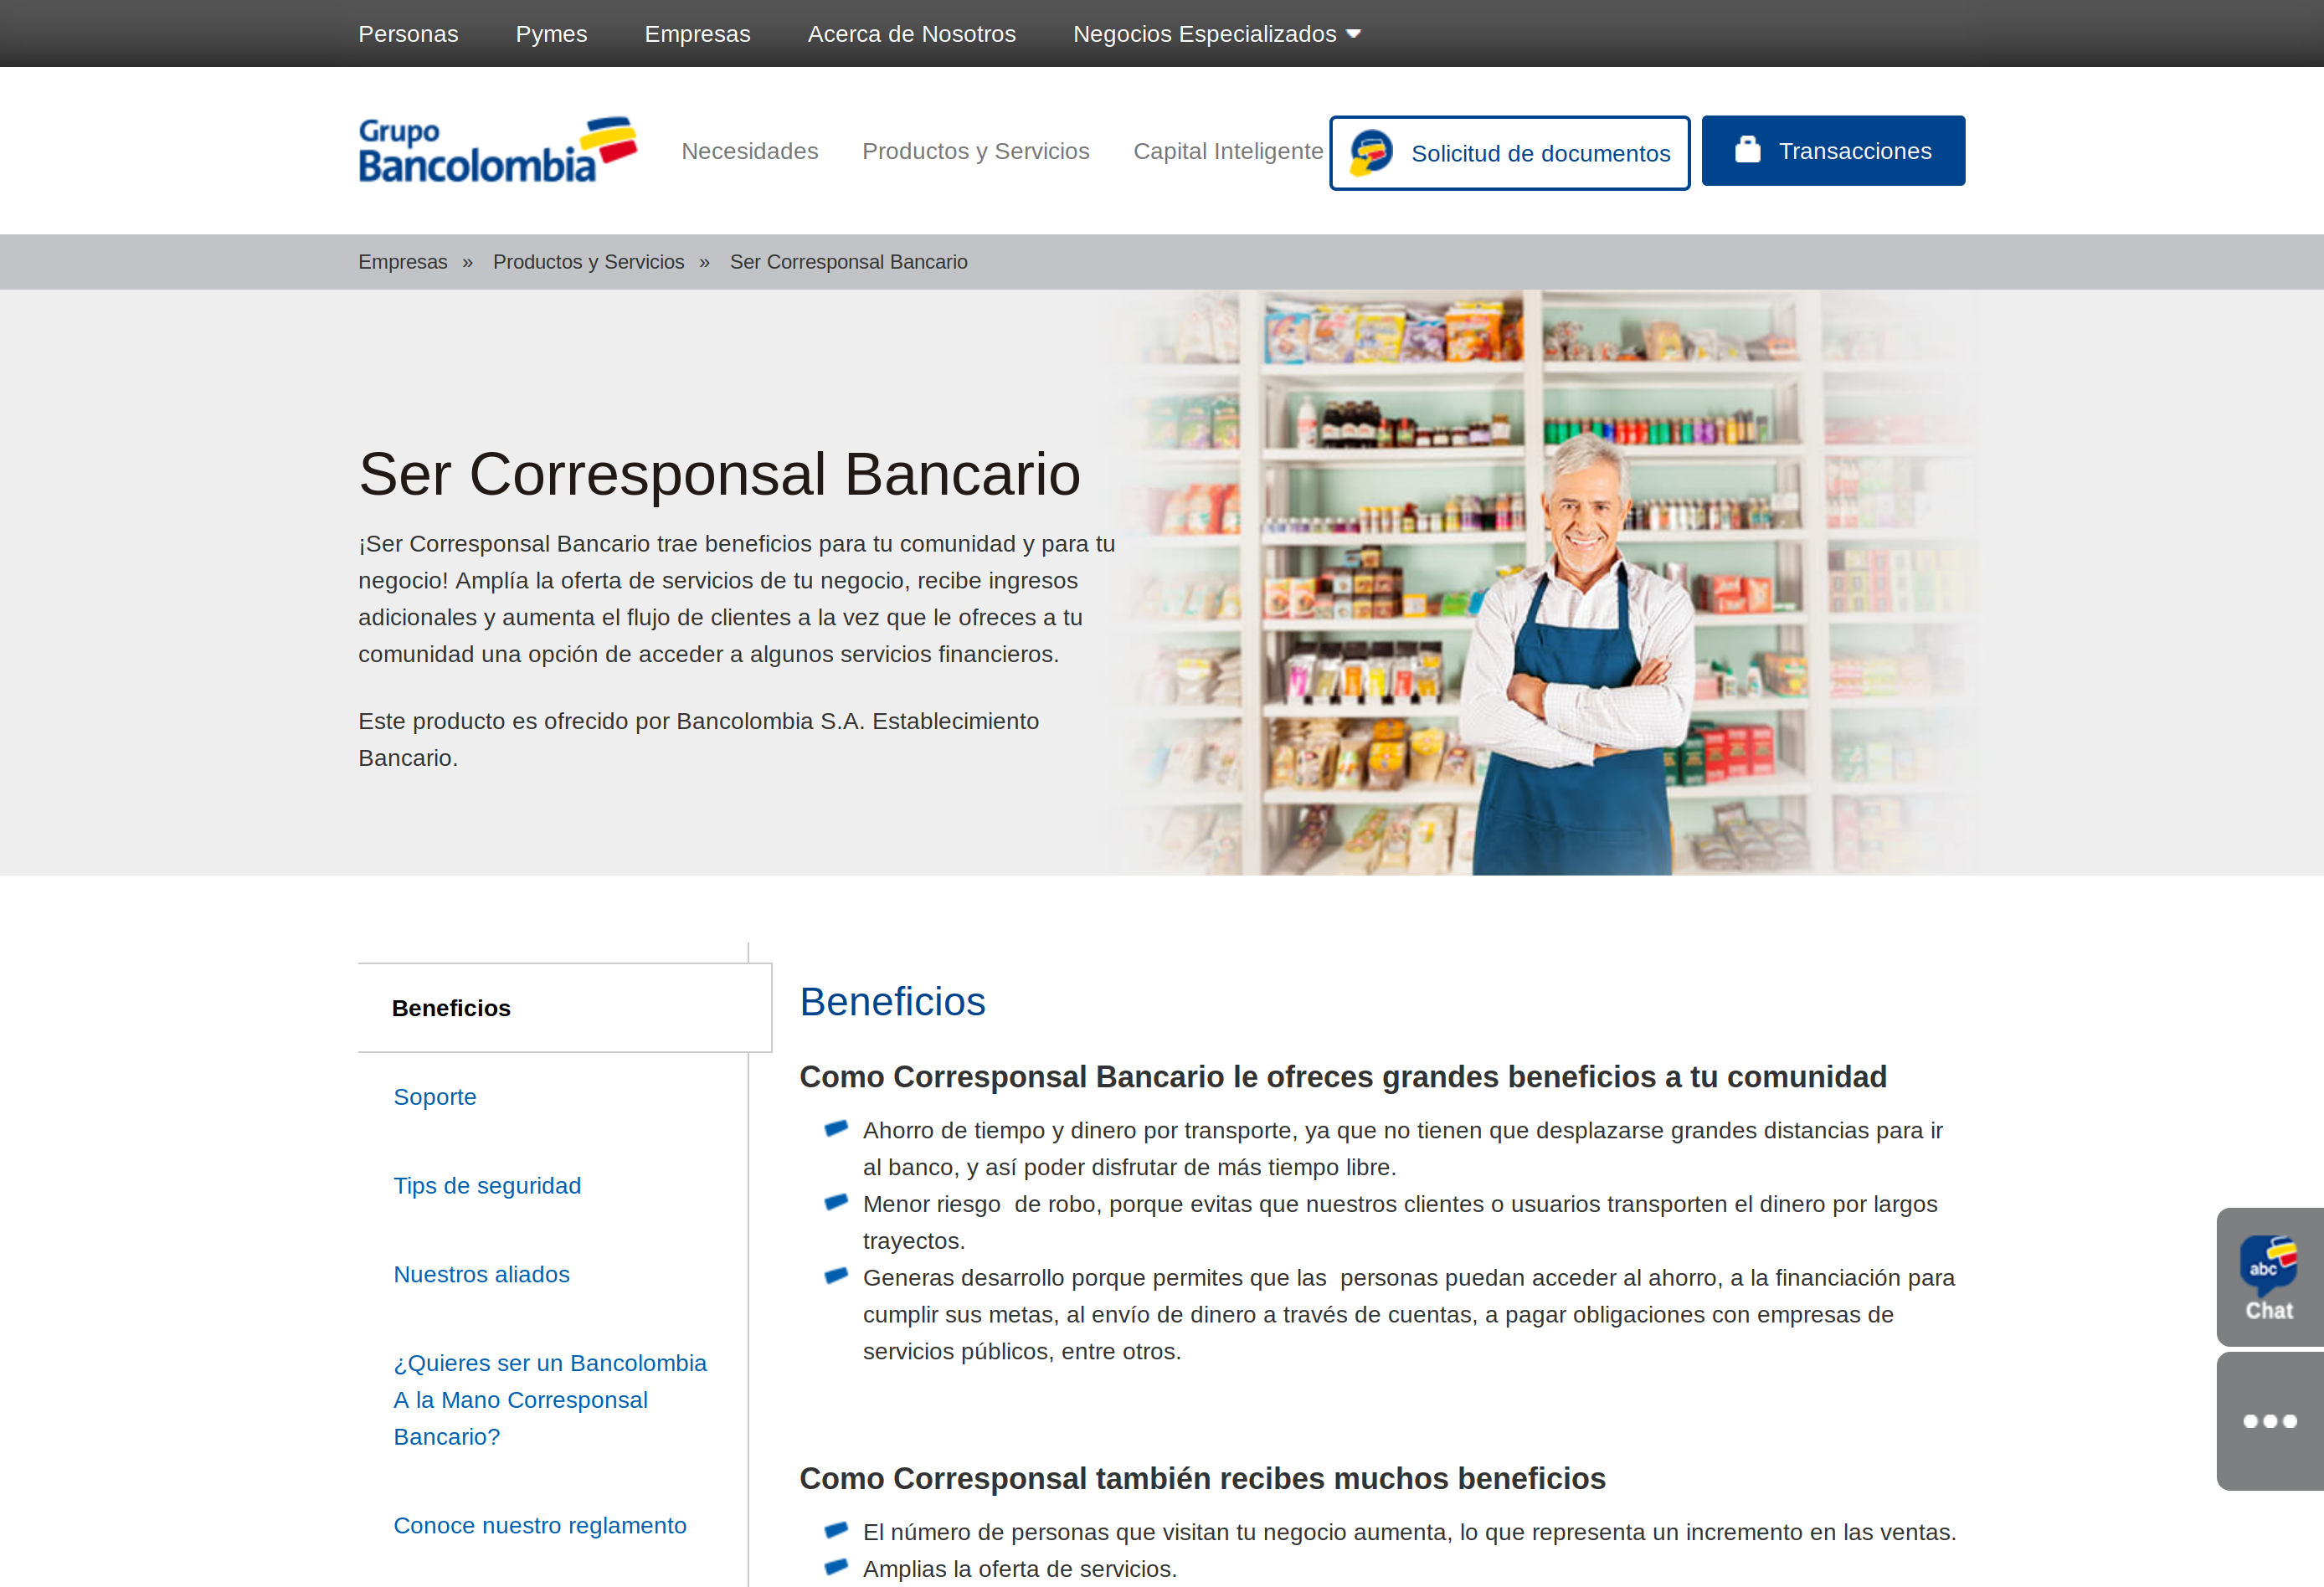 Personas Pymes Empresas Acerca de Nosotros Negocios Especializados
Grupo
Bancolombia
Necesidades Productos y Servicios Capital Inteligente Solicitud de documentos Transacciones
Empresas » Productos y Servicios » Ser Corresponsal Bancario
Ser Corresponsal Bancario
¡Ser Corresponsal Bancario trae beneficios para tu comunidad y para tu
negocio! Amplía la oferta de servicios de tu negocio, recibe ingresos
adicionales y aumenta el flujo de clientes a la vez que le ofreces a tu
comunidad una opción de acceder a algunos servicios financieros.
Este producto es ofrecido por Bancolombia S.A. Establecimiento
Bancario.
Beneficios
Soporte
Tips de seguridad
Nuestros aliados
¿Quieres ser un Bancolombia
A la Mano Corresponsal
Bancario?
Conoce nuestro reglamento
Beneficios
Como Corresponsal Bancario le ofreces grandes beneficios a tu comunidad
Ahorro de tiempo y dinero por transporte, ya que no tienen que desplazarse grandes distancias para ir
al banco, y así poder disfrutar de más tiempo libre.
Menor riesgo  de robo, porque evitas que nuestros clientes o usuarios transporten el dinero por largos
trayectos.
Generas desarrollo porque permites que las  personas puedan acceder al ahorro, a la financiación para
cumplir sus metas, al envío de dinero a través de cuentas, a pagar obligaciones con empresas de
servicios públicos, entre otros.
Como Corresponsal también recibes muchos beneficios
El número de personas que visitan tu negocio aumenta, lo que representa un incremento en las ventas.
Amplias la oferta de servicios.
abc
Chat